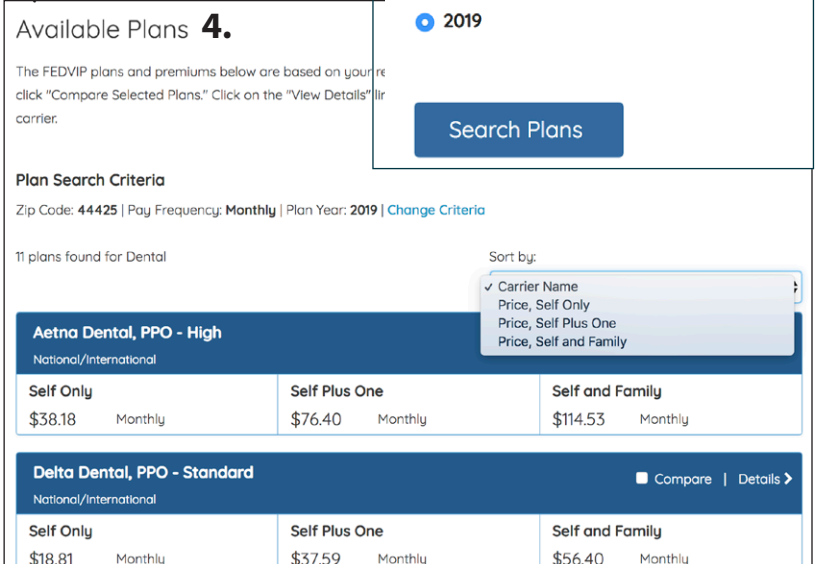 Available Plans 4.
The FEDVIP plans and premiums below are based on your
click "Compare Selected Plans." Click on the "View Details"
carrier.
2019
Search Plans
Plan Search Criteria
Zip Code: 44425 | Pay Frequency: Monthly | Plan Year: 2019 | Change Criteria
11 plans found for Dental
Sort by:
✓ Carrier Name
Price, Self Only
Price, Self Plus One
Price, Self and Family
Aetna Dental, PPO - High
National/International
Self Only Self Plus One Self and Family
$38.18 Monthly $76.40 Monthly $114.53 Monthly
Delta Dental, PPO - Standard Compare | Details >
National/International
Self Only Self Plus One Self and Family
$18.81 Monthly $37.59 Monthly $56.40 Monthly